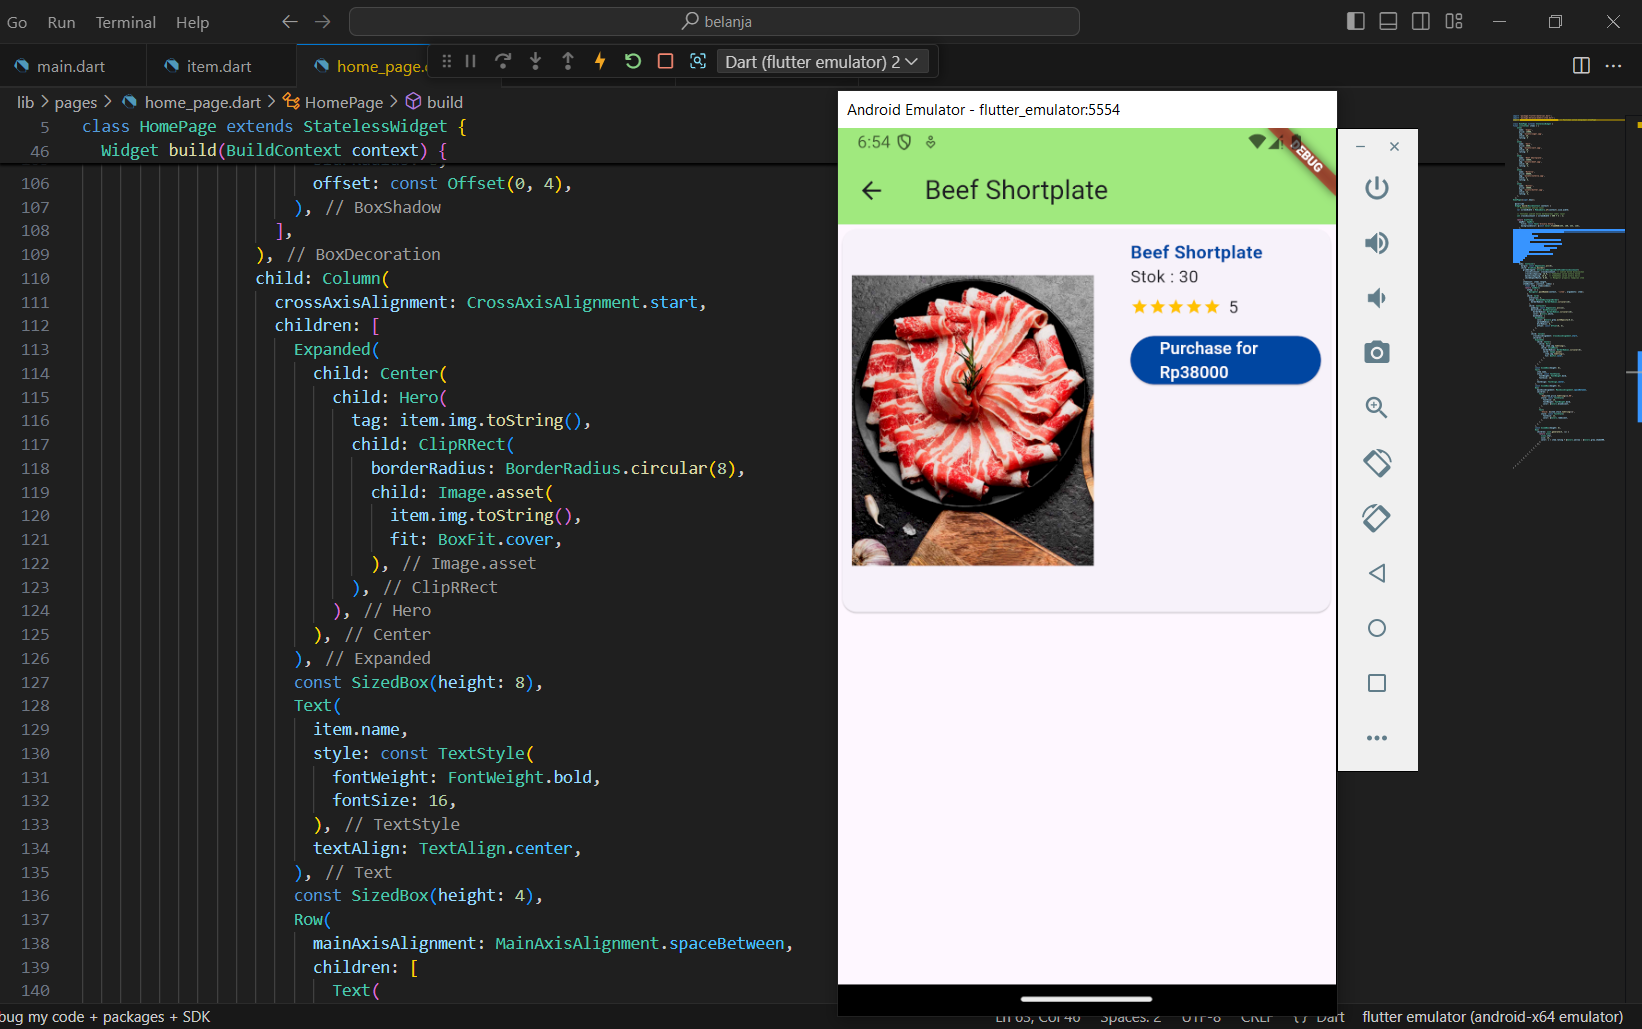 Go Run Terminal Help
belanja
main.dart
item.dart
home_page.
Dart (flutter emulator) 2
lib > pages > home_page.dart > HomePage > build
5 class HomePage extends StatelessWidget {
46 Widget build(BuildContext context) {
106 offset: const Offset(0, 4),
107 ), // BoxShadow
108 ],
109 ), // BoxDecoration
110 child: Column(
111 crossAxisAlignment: CrossAxisAlignment.start,
112 children: [
113 Expanded(
114 child: Center(
115 child: Hero(
116 tag: item.img.toString(),
117 child: ClipRRect(
118 borderRadius: BorderRadius.circular(8),
119 child: Image.asset(
120 item.img.toString(),
121 fit: BoxFit.cover,
122 ), // Image.asset
123 ), // ClipRRect
124 ), // Hero
125 ), // Center
126 ), // Expanded
127 const SizedBox(height: 8),
128 Text(
129 item.name,
130 style: const TextStyle(
131 fontWeight: FontWeight.bold,
132 fontSize: 16,
133 ), // TextStyle
134 textAlign: TextAlign.center,
135 ), // Text
136 const SizedBox(height: 4),
137 Row(
138 mainAxisAlignment: MainAxisAlignment.spaceBetween,
139 children: [
140 Text(
Android Emulator - flutter_emulator:5554
6:54
EBUG
Beef Shortplate
Beef Shortplate
Stok : 30
5
Purchase for
Rp38000
bug my code + packages + SDK
Ln 63, Col 46 Spaces: 2 UTF-8 CRLF {} Dart flutter emulator (android-x64 emulator)